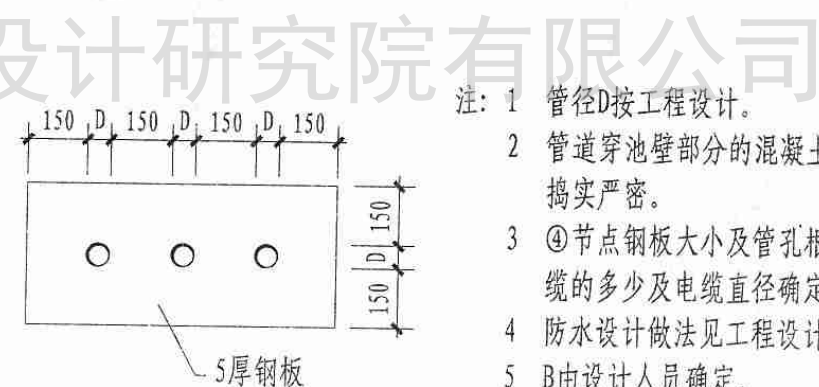 设计研究院有限公司
150 D 150 D 150 D 150
150
D
150
5厚钢板
注: 1 管径D按工程设计。
2 管道穿池壁部分的混凝土
捣实严密。
3 ④节点钢板大小及管孔根
缆的多少及电缆直径确定
4 防水设计做法见工程设计
5 B由设计人员确定。